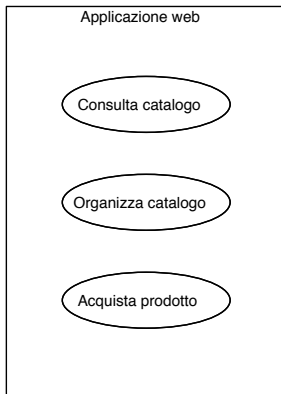 Applicazione web
Consulta catalogo
Organizza catalogo
Acquista prodotto